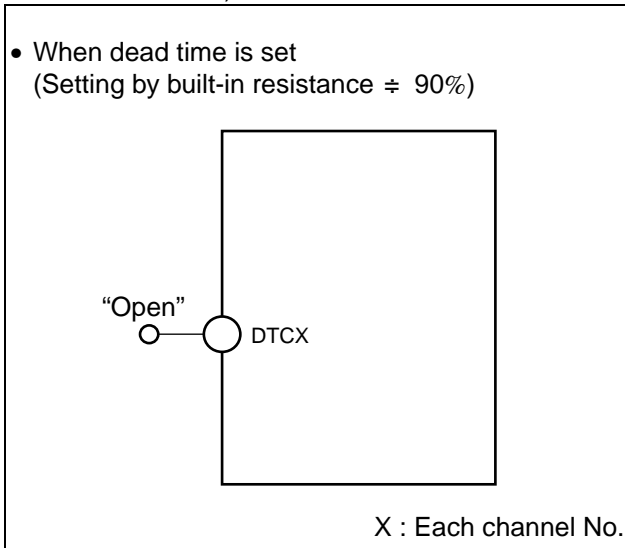 • When dead time is set
(Setting by built-in resistance ≑ 90%)
“Open”
DTCX
X : Each channel No.